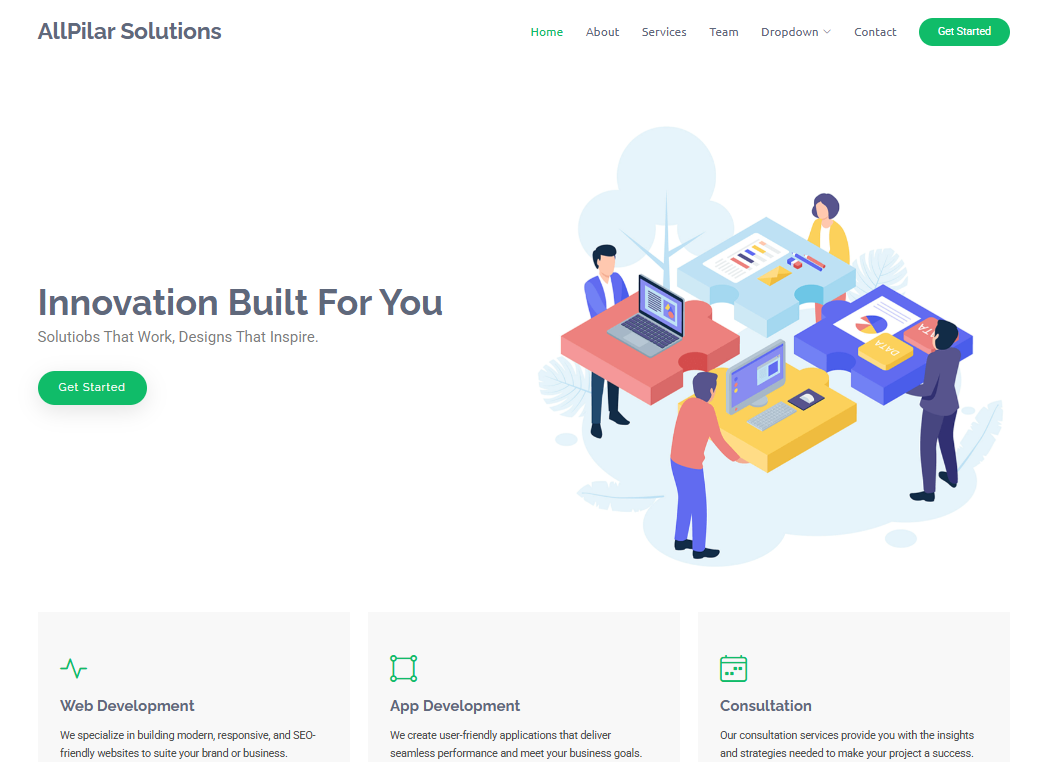 AllPilar Solutions
Home About Services Team Dropdown Contact Get Started
Innovation Built For You
Solutiobs That Work, Designs That Inspire.
Get Started
DATA
DATA
Web Development
We specialize in building modern, responsive, and SEO-
friendly websites to suite your brand or business.
App Development
We create user-friendly applications that deliver
seamless performance and meet your business goals.
Consultation
Our consultation services provide you with the insights
and strategies needed to make your project a success.